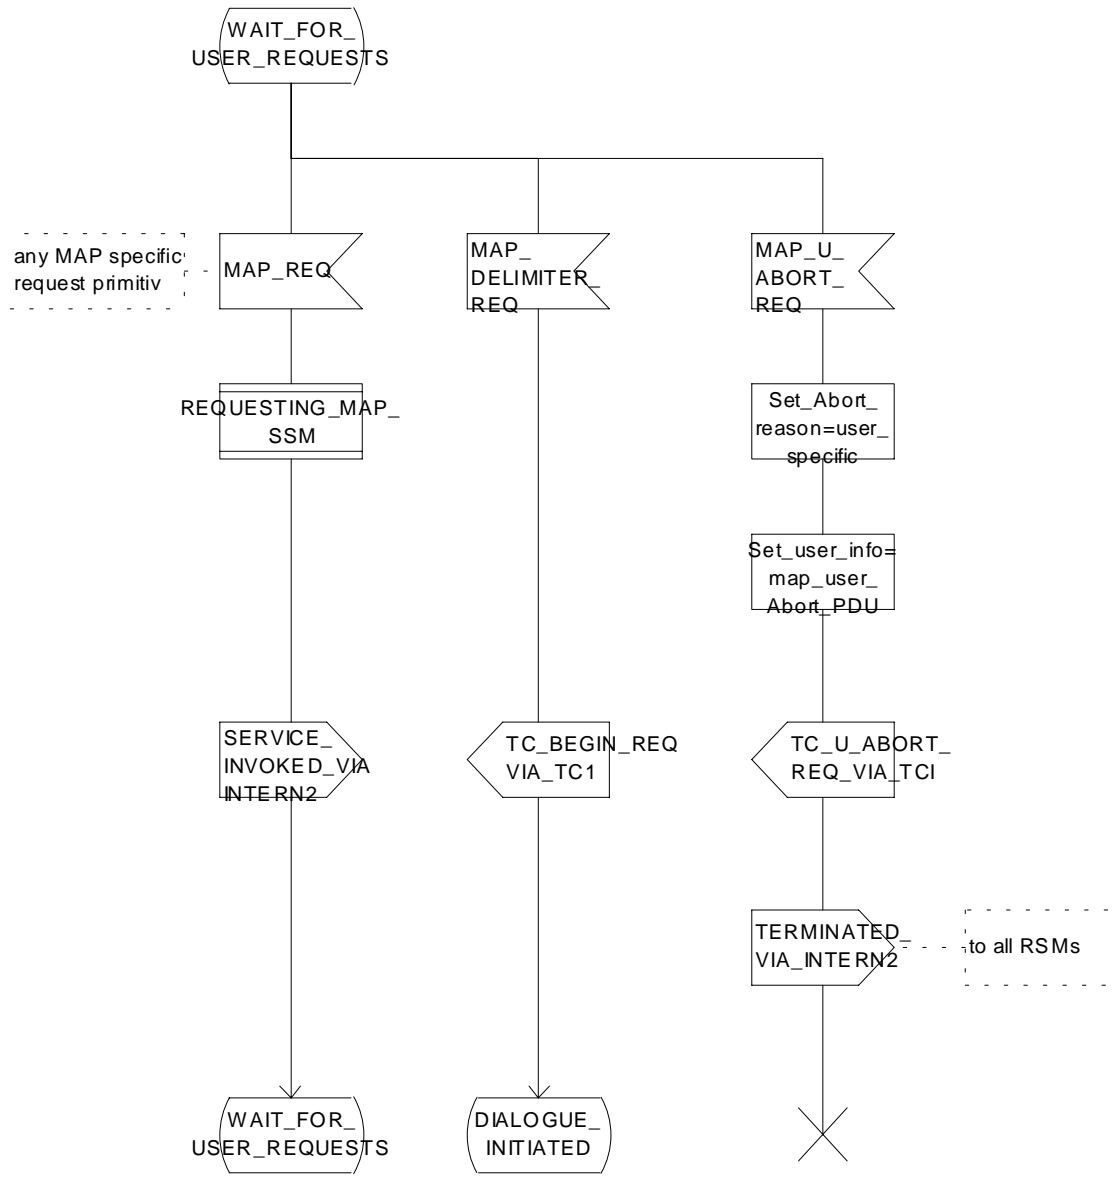 WAIT_FOR_
USER_REQUESTS
any MAP specific
request primitiv
MAP_REQ
MAP_
DELIMITER_
REQ
MAP_U_
ABORT_
REQ
REQUESTING_MAP_
SSM
Set_Abort_
reason=user_
specific
Set_user_info=
map_user_
Abort_PDU
SERVICE_
INVOKED_VIA
INTERN2
TC_BEGIN_REQ
VIA_TC1
TC_U_ABORT_
REQ_VIA_TCI
TERMINATED_
VIA_INTERN2
to all RSMs
WAIT_FOR_
USER_REQUESTS
DIALOGUE_
INITIATED